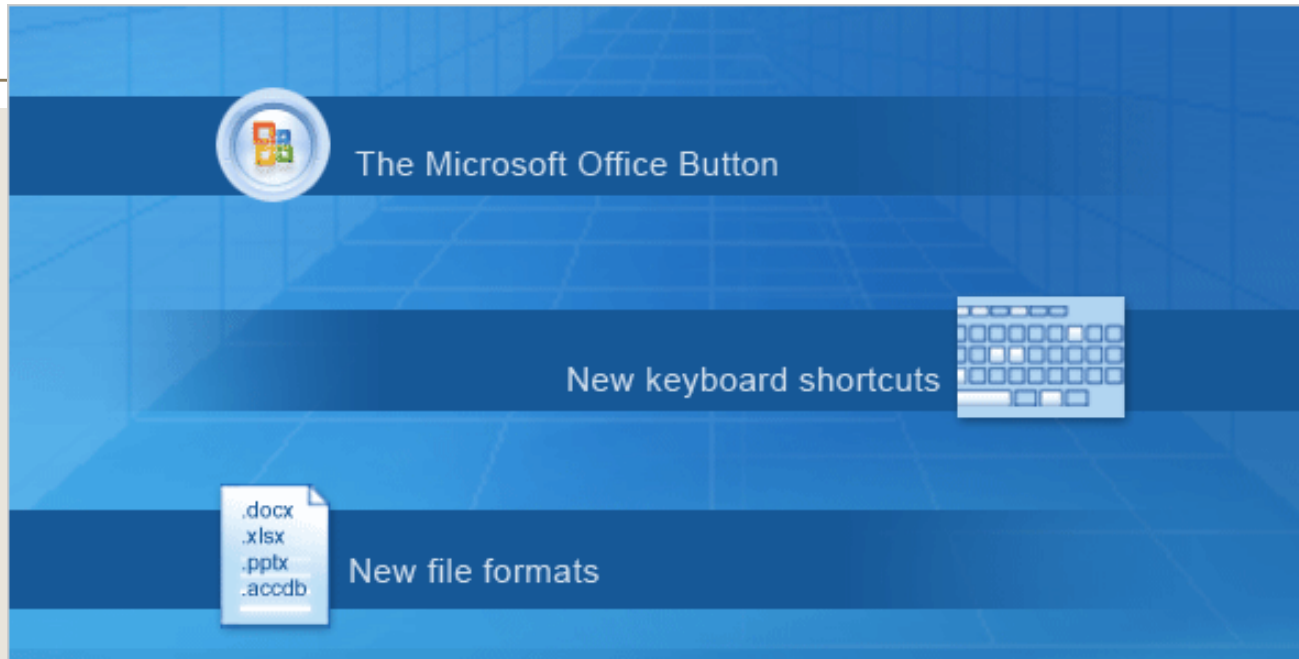 The Microsoft Office Button
New keyboard shortcuts
.docx
.xlsx
.pptx
.accdb
New file formats